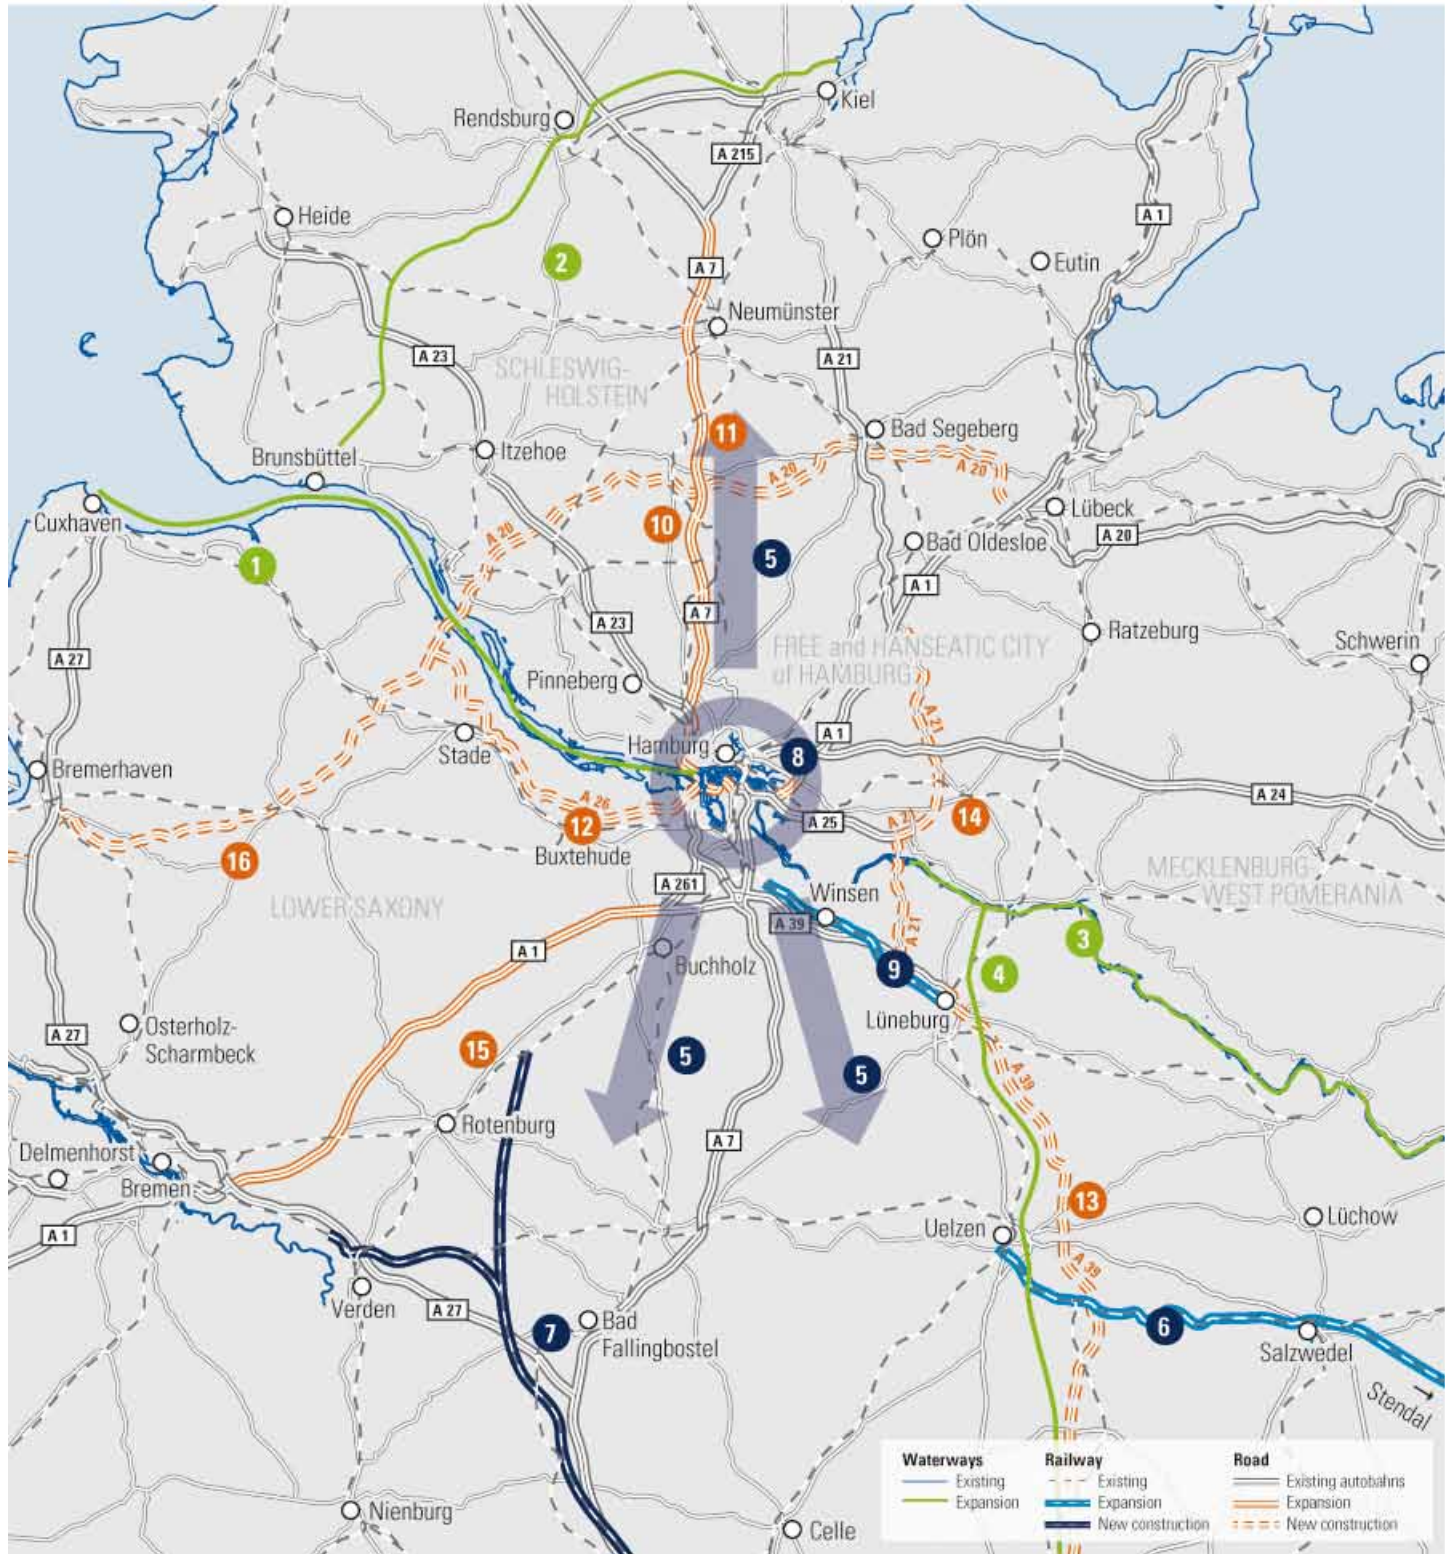 Kiel
Rendsburg
A 215
Heide
A 1
Plön
2
Eutin
A 7
Neumünster
A 23
A 21
SCHLESWIG-
HOLSTEIN
11
Bad Segeberg
Itzehoe
Brunsbüttel
A 20
A 20
A 20
Cuxhaven
Lübeck
10
A 20
Bad Oldesloe
1
5
A 1
A 7
A 23
Ratzeburg
FREE and HANSEATIC CITY
of HAMBURG
Schwerin
A 27
Pinneberg
A 21
Stade
Hamburg
A 1
8
Bremerhaven
A 26
A 24
12
A 25
14
Buxtehude
16
A 261
Winsen
MECKLENBURG-
WEST POMERANIA
LOWER SAXONY
A 39
A 21
3
A 1
Buchholz
9
4
Lüneburg
A 27
Osterholz-
Scharmbeck
15
5
5
A 39
Rotenburg
A 7
Delmenhorst
Bremen
13
Lüchow
A 1
Uelzen
A 39
Verden
A 27
7
Bad
Fallingbostel
6
Salzwedel
Stendal
Nienburg
Celle
Waterways
Existing
Expansion
Railway
Existing
Expansion
New construction
Road
Existing autobahns
Expansion
New construction